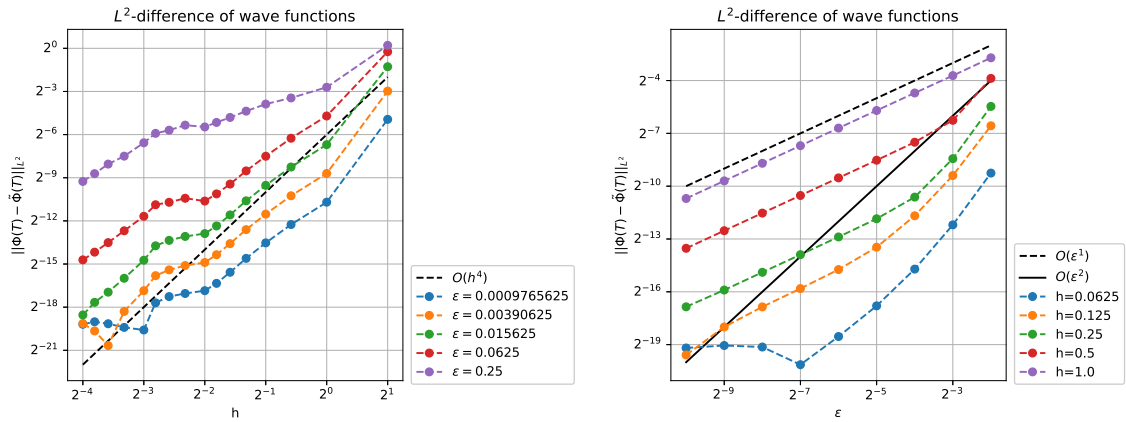 L²-difference of wave functions
||Φ(T) − Φ̃(T)||_L²
2⁰
2⁻³
2⁻⁶
2⁻⁹
2⁻¹²
2⁻¹⁵
2⁻¹⁸
2⁻²¹
2⁻⁴
2⁻³
2⁻²
2⁻¹
2⁰
2¹
h
O(h⁴)
ε = 0.0009765625
ε = 0.00390625
ε = 0.015625
ε = 0.0625
ε = 0.25
L²-difference of wave functions
||Φ(T) − Φ̃(T)||_L²
2⁻⁴
2⁻⁷
2⁻¹⁰
2⁻¹³
2⁻¹⁶
2⁻¹⁹
2⁻⁹
2⁻⁷
2⁻⁵
2⁻³
ε
O(ε¹)
O(ε²)
h=0.0625
h=0.125
h=0.25
h=0.5
h=1.0